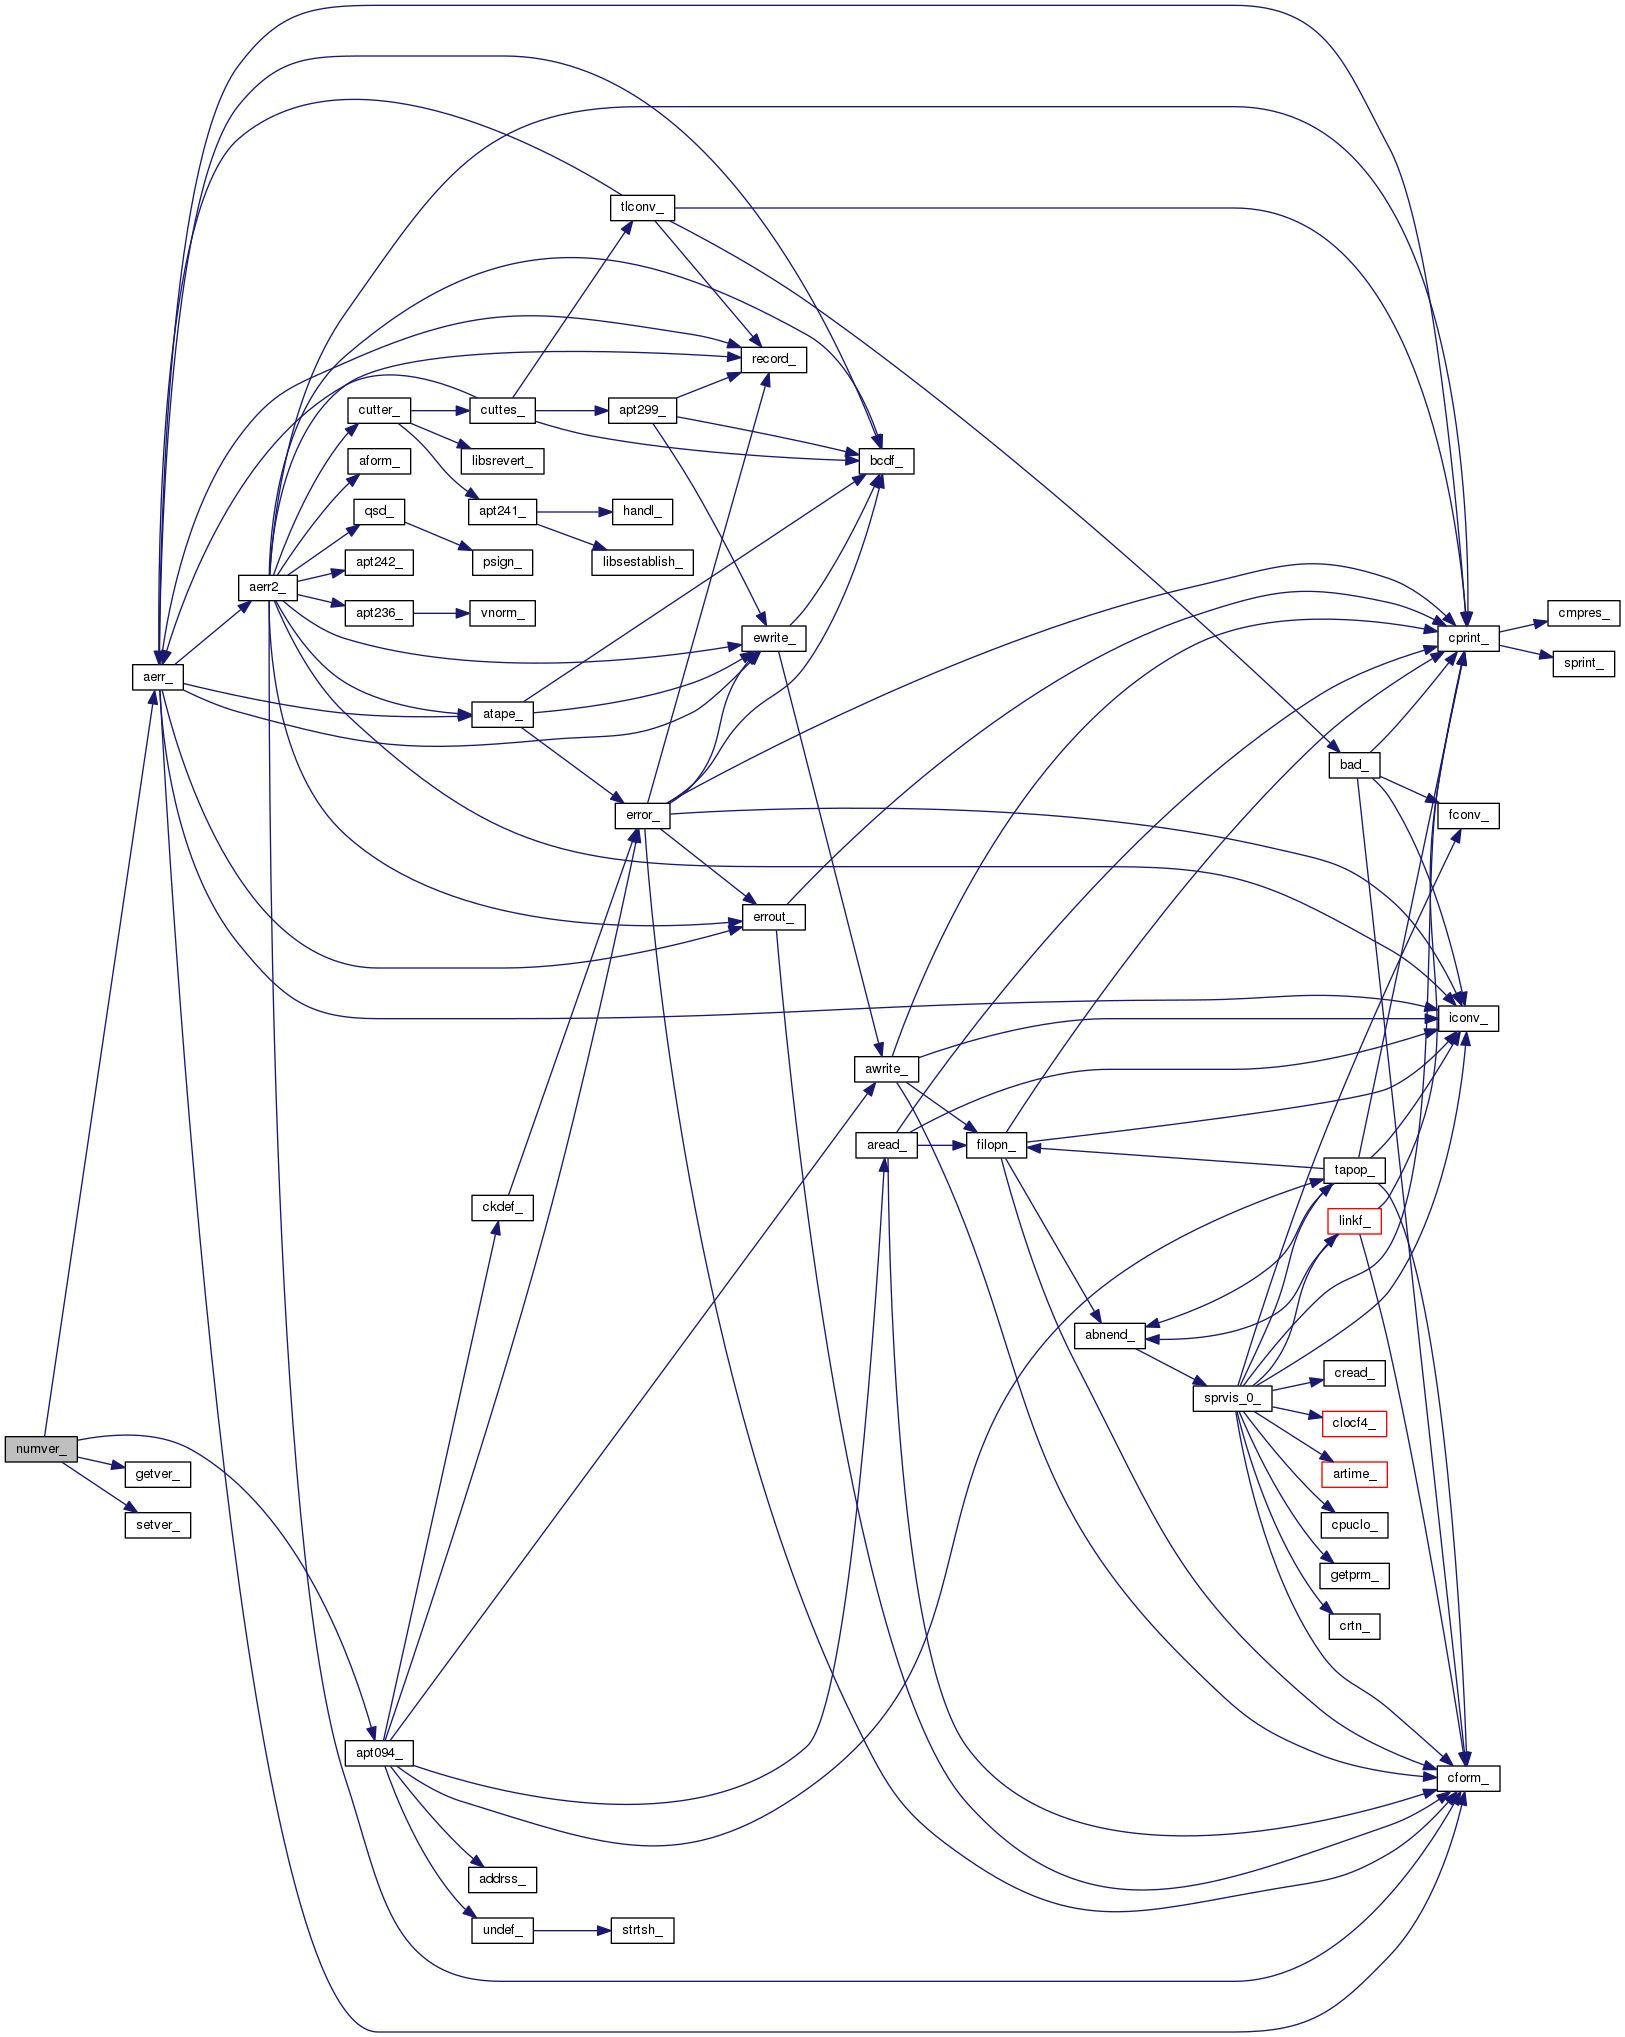 tlconv_
record_
cutter_
cuttes_
apt299_
aform_
libsrevert_
bcdf_
qsd_
apt241_
handl_
apt242_
psign_
libsestablish_
aerr2_
apt236_
vnorm_
cmpres_
ewrite_
cprint_
sprint_
aerr_
atape_
bad_
error_
fconv_
errout_
iconv_
awrite_
aread_
filopn_
tapop_
ckdef_
linkf_
abnend_
cread_
sprvis_0_
clocf4_
numver_
getver_
artime_
setver_
cpuclo_
getprm_
crtn_
apt094_
cform_
addrss_
undef_
strtsh_